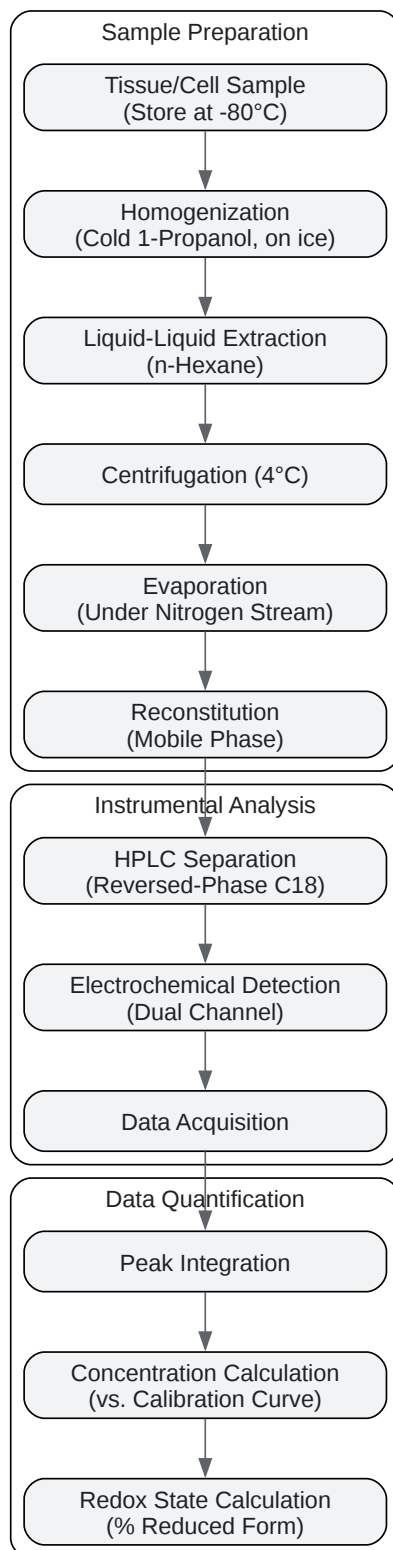 Sample Preparation
Tissue/Cell Sample
(Store at -80°C)
Homogenization
(Cold 1-Propanol, on ice)
Liquid-Liquid Extraction
(n-Hexane)
Centrifugation (4°C)
Evaporation
(Under Nitrogen Stream)
Reconstitution
(Mobile Phase)
Instrumental Analysis
HPLC Separation
(Reversed-Phase C18)
Electrochemical Detection
(Dual Channel)
Data Acquisition
Data Quantification
Peak Integration
Concentration Calculation
(vs. Calibration Curve)
Redox State Calculation
(% Reduced Form)